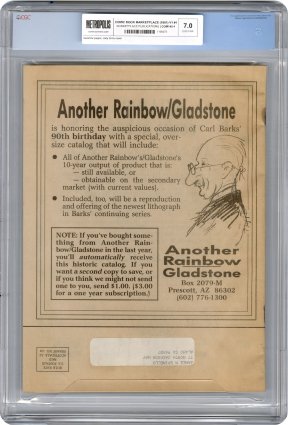 METROPOLIS
7.0
Another Rainbow/Gladstone
is honoring the auspicious occasion of Carl Barks'
90th birthday with a special, over-
size catalog that will include:
• All of Another Rainbow's/Gladstone's
10-year output of product that is:
— still available, or
— obtainable on the secondary
market (with current values).
• Included, too, will be a reproduction
and offering of the newest lithograph
in Barks' continuing series.
NOTE: If you've bought some-
thing from Another Rain-
bow/Gladstone in the last year,
you'll automatically receive
this historic catalog. If you
want a second copy to save, or
if you think we might not send
one to you, send $1.00. ($3.00
for a one year subscription.)
Another
Rainbow
Gladstone
Box 2079-M
Prescott, AZ 86302
(602) 776-1300